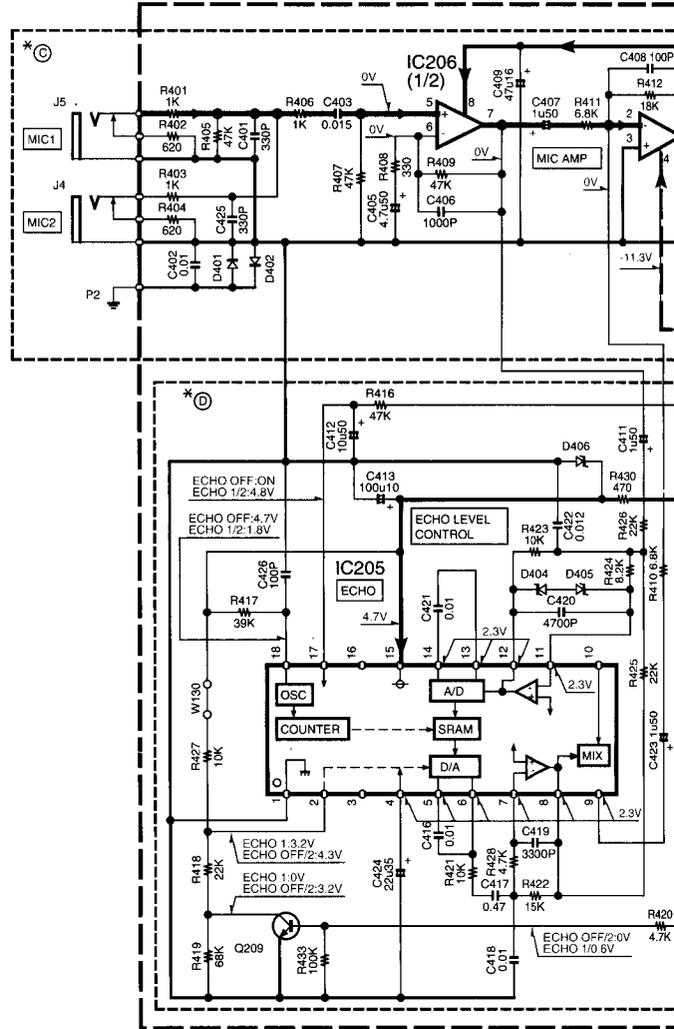 *Ⓒ
J5
MIC1
J4
MIC2
P2
R401
1K
R402
620
R405
47K
C401
330P
R403
1K
R404
620
C425
330P
C402
0.01
D401
D402
R406
1K
C403
0.015
0V
IC206
(1/2)
5
6
7
8
0V
R407
47K
R408
330
C405
4.7u50
R409
47K
C406
1000P
C409
47u16
C407
1u50
R411
6.8K
0V
MIC AMP
0V
C408 100P
R412
18K
2
3
4
-11.3V
*Ⓓ
R416
47K
C412
10u50
C413
100u10
ECHO OFF:ON
ECHO 1/2:4.8V
ECHO OFF:4.7V
ECHO 1/2:1.8V
ECHO LEVEL
CONTROL
D406
C411
1u50
R430
470
R423
10K
C422
0.012
R426
22K
C426
100P
IC205
ECHO
R417
39K
4.7V
C421
0.01
D404
D405
C420
4700P
R424
8.2K
R410 6.8K
2.3V
18
17
16
15
14
13
12
11
10
2.3V
R425
22K
W130
OSC
COUNTER
A/D
SRAM
D/A
MIX
R427
10K
C423 1u50
1
2
3
4
5
6
7
8
9
2.3V
ECHO 1:3.2V
ECHO OFF/2:4.3V
R418
22K
C416
0.01
R421
10K
R428
4.7K
C419
3300P
C424
22u35
C417
0.47
R422
15K
ECHO 1:0V
ECHO OFF/2:3.2V
R419
68K
Q209
R433
100K
C418
0.01
ECHO OFF/2:0V
ECHO 1/0.6V
R420
4.7K